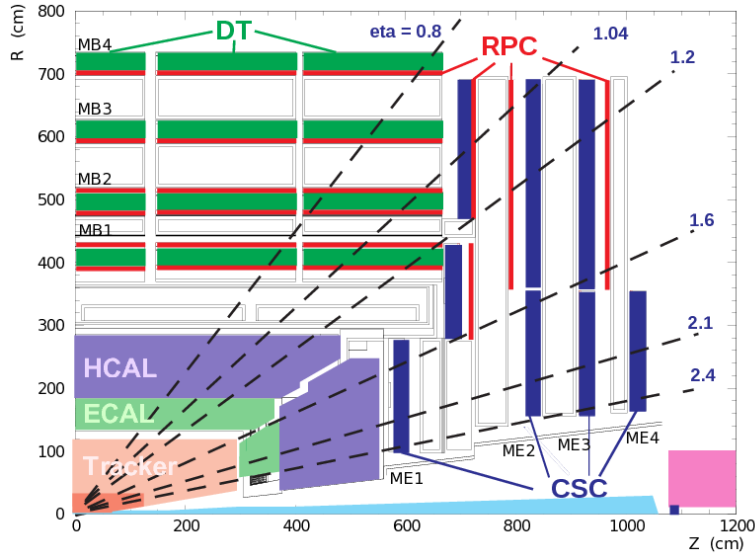 R (cm)
800
700
600
500
400
300
200
100
0
MB4
MB3
MB2
MB1
DT
eta = 0.8
1.04
RPC
1.2
1.6
2.1
2.4
HCAL
ECAL
Tracker
ME1
ME2
ME3
ME4
CSC
0
200
400
600
800
1000
1200
Z (cm)